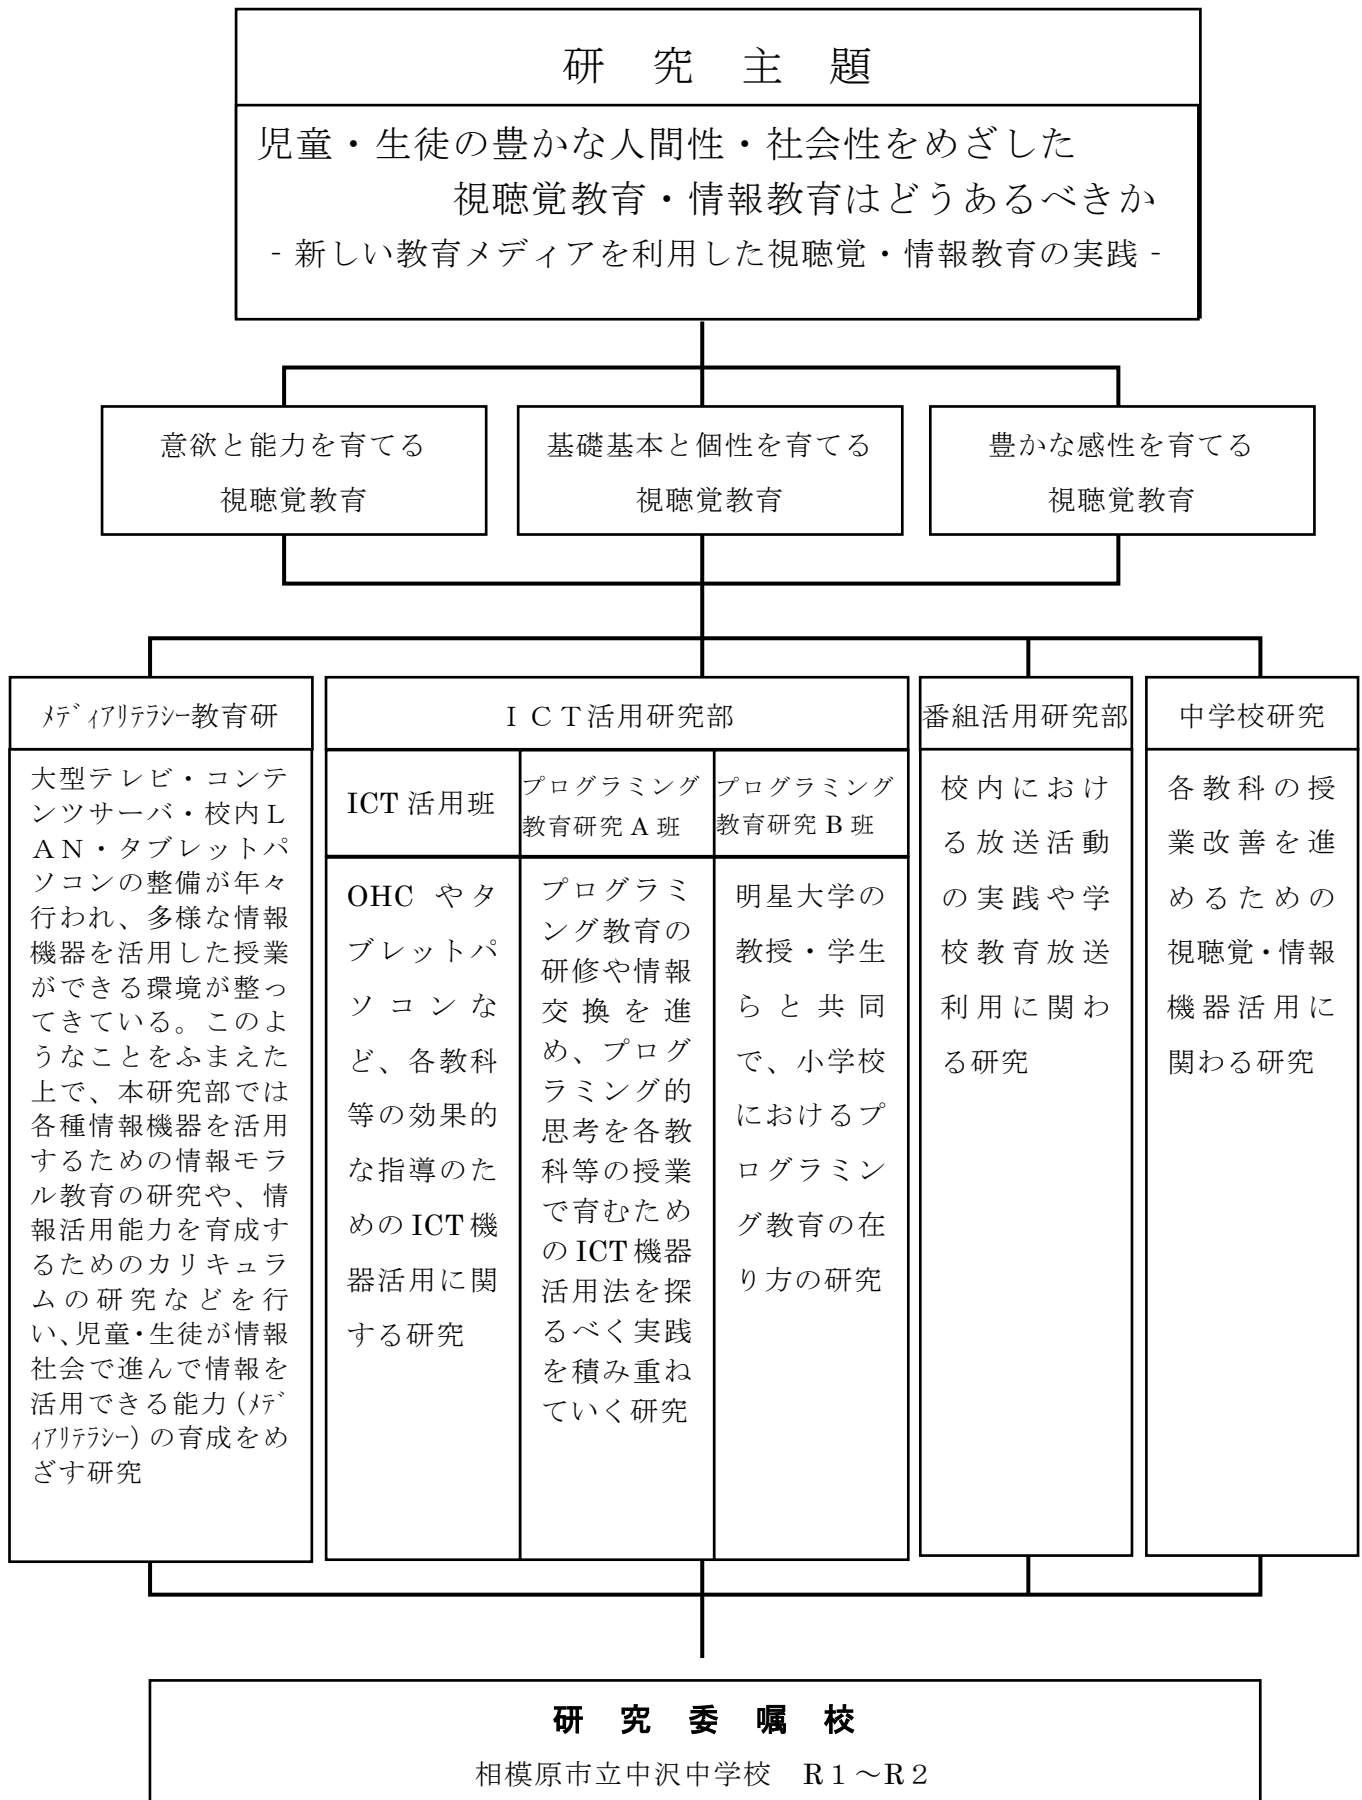 研究主題
児童・生徒の豊かな人間性・社会性をめざした
視聴覚教育・情報教育はどうあるべきか
- 新しい教育メディアを利用した視聴覚・情報教育の実践 -
意欲と能力を育てる
視聴覚教育
基礎基本と個性を育てる
視聴覚教育
豊かな感性を育てる
視聴覚教育
ﾒﾃﾞｨｱﾘﾃﾗｼｰ教育研
大型テレビ・コンテ
ンツサーバ・校内L
AN・タブレットパ
ソコンの整備が年々
行われ、多様な情報
機器を活用した授業
ができる環境が整っ
てきている。このよ
うなことをふまえた
上で、本研究部では
各種情報機器を活用
するための情報モラ
ル教育の研究や、情
報活用能力を育成す
るためのカリキュラ
ムの研究などを行
い、児童・生徒が情報
社会で進んで情報を
活用できる能力(ﾒﾃﾞ
ｨｱﾘﾃﾗｼｰ)の育成をめ
ざす研究
ICT活用研究部
ICT活用班
OHCやタ
ブレットパ
ソコンな
ど、各教科
等の効果的
な指導のた
めのICT機
器活用に関
する研究
プログラミング
教育研究A班
プログラミ
ング教育の
研修や情報
交換を進
め、プログ
ラミング的
思考を各教
科等の授業
で育むため
のICT機器
活用法を探
るべく実践
を積み重ね
ていく研究
プログラミング
教育研究B班
明星大学の
教授・学生
らと共同
で、小学校
におけるプ
ログラミン
グ教育の在
り方の研究
番組活用研究部
校内におけ
る放送活動
の実践や学
校教育放送
利用に関わ
る研究
中学校研究
各教科の授
業改善を進
めるための
視聴覚・情報
機器活用に
関わる研究
研究委嘱校
相模原市立中沢中学校 R1～R2